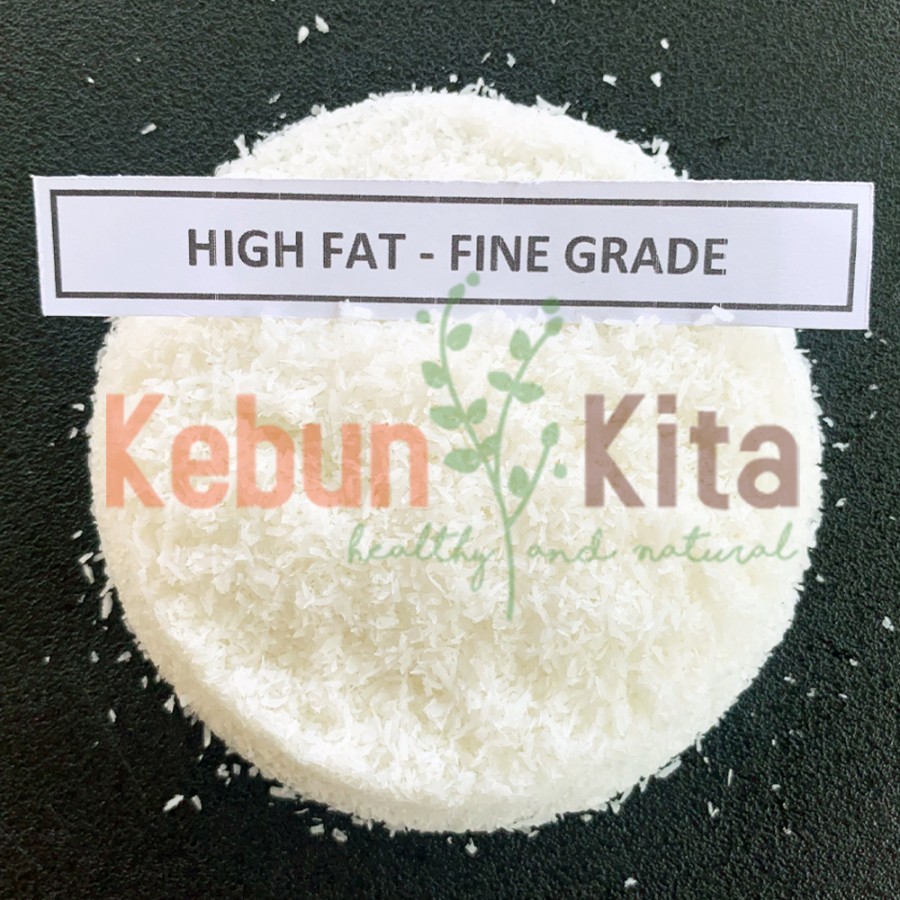 HIGH FAT - FINE GRADE
Kebun Kita
healthy and natural